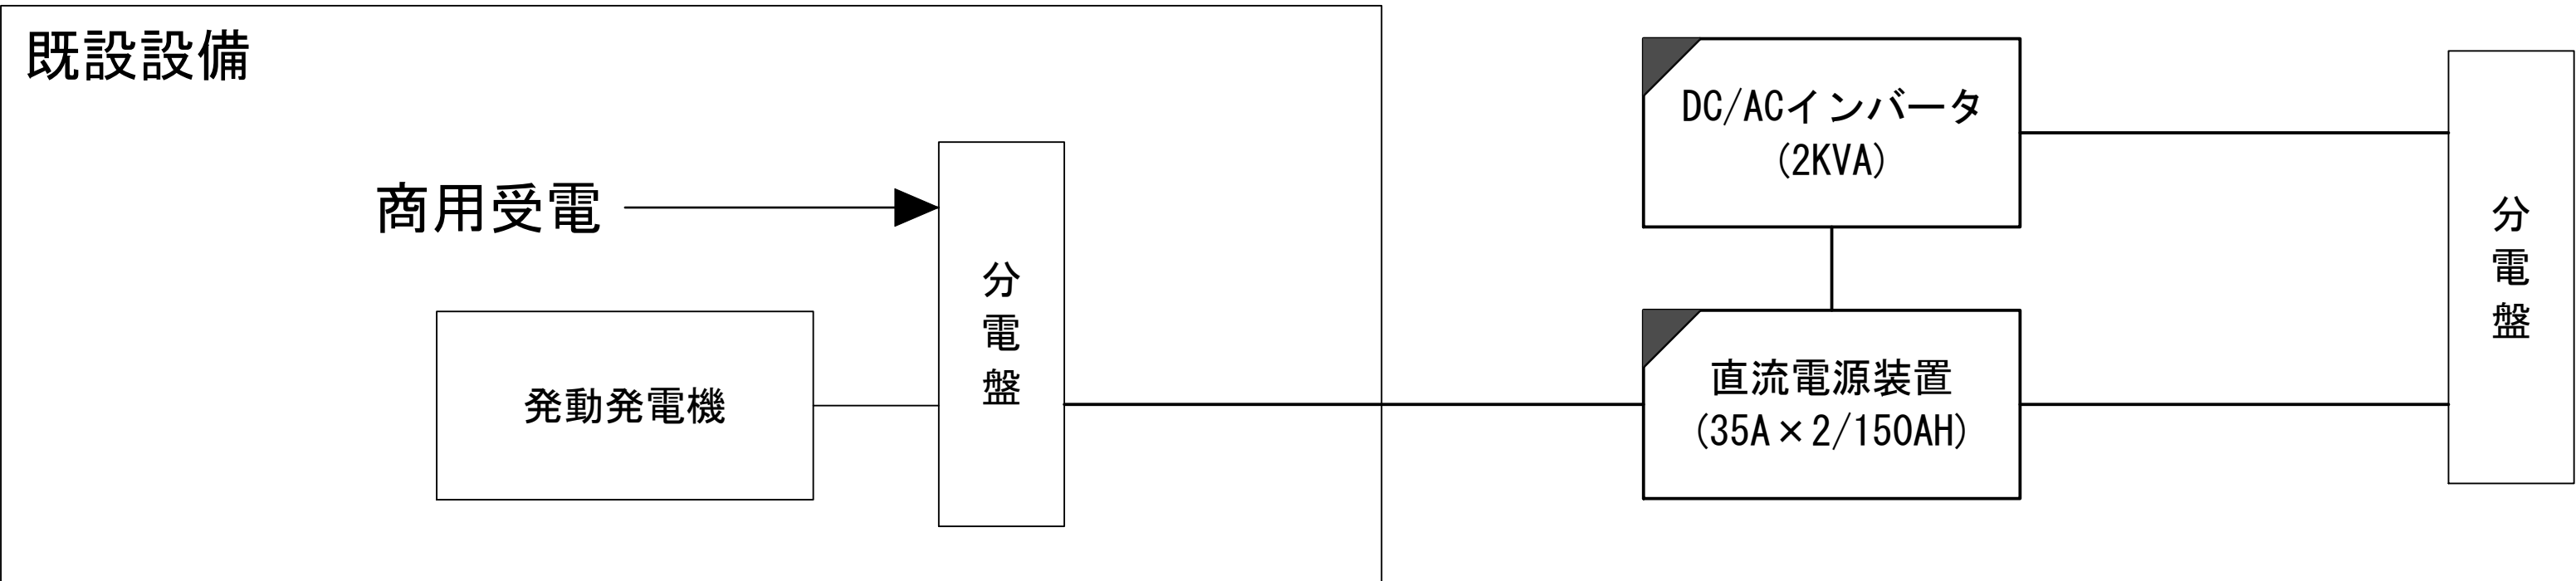 既設設備
商用受電
発動発電機
分電盤
DC/ACインバータ
(2KVA)
直流電源装置
(35A×2/150AH)
分電盤